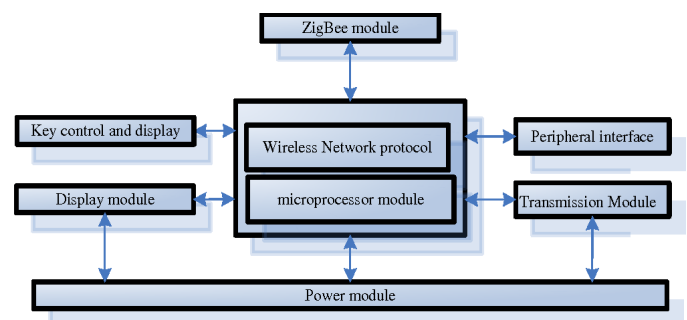 ZigBee module
Key control and display
Wireless Network protocol
Peripheral interface
Display module
microprocessor module
Transmission Module
Power module